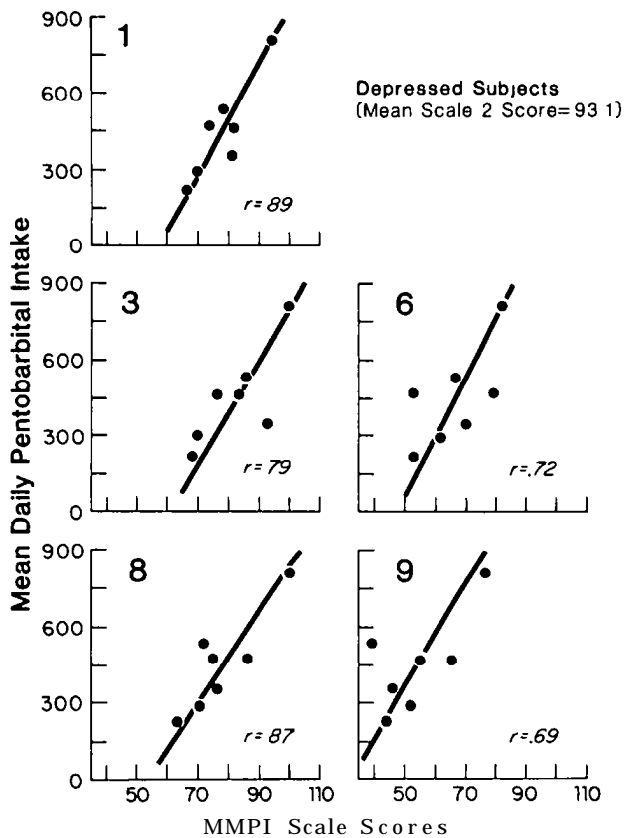 900
1
600
300
0
r= 89
Depressed Subjects
(Mean Scale 2 Score=93 1)
Mean Daily Pentobarbital Intake
900
3
600
300
0
r= 79
6
r=.72
900
8
600
300
0
r= 87
9
r=.69
50 70 90 110
50 70 90 110
MMPI Scale Scores